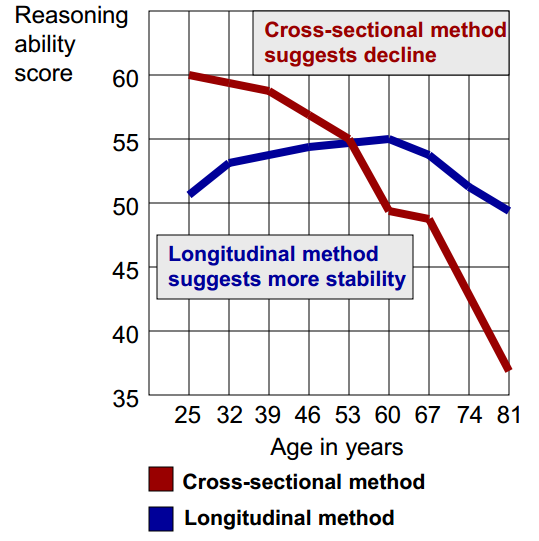 Reasoning
ability
score
Cross-sectional method
suggests decline
60
55
50
45
40
35
Longitudinal method
suggests more stability
25 32 39 46 53 60 67 74 81
Age in years
Cross-sectional method
Longitudinal method